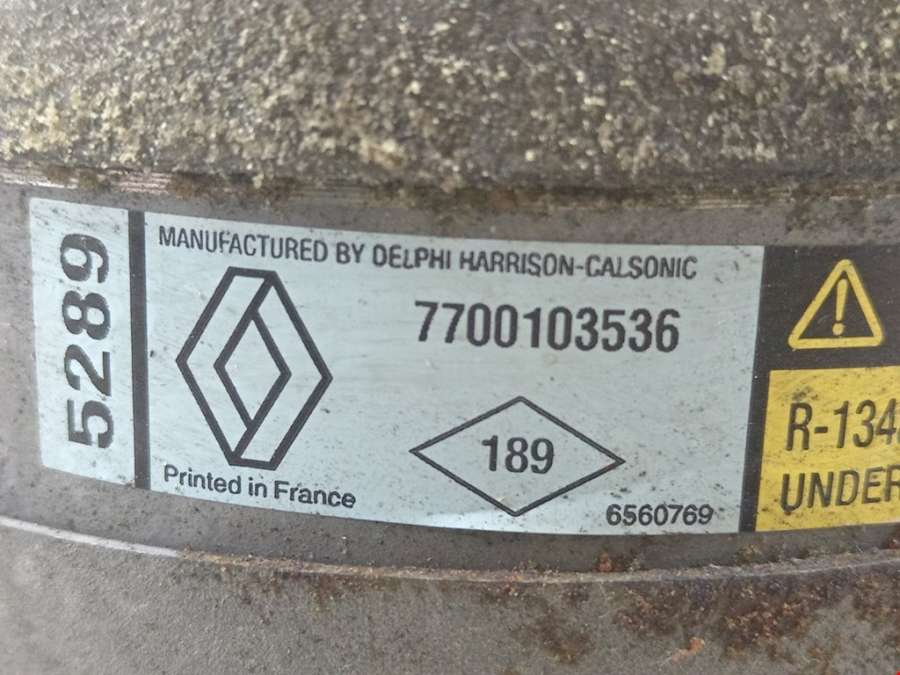 5289
MANUFACTURED BY DELPHI HARRISON-CALSONIC
7700103536
189
Printed in France
6560769
R-134
UNDER